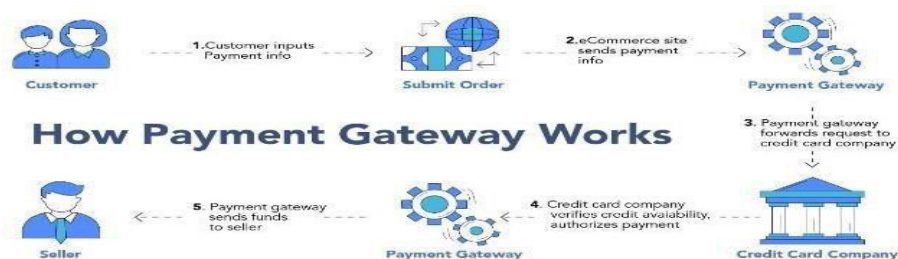 1.Customer inputs
Payment info
2.eCommerce site
sends payment
info
Customer
Submit Order
Payment Gateway
How Payment Gateway Works
3. Payment gateway
forwards request to
credit card company
5. Payment gateway
sends funds
to seller
4. Credit card company
verifies credit avaiability,
authorizes payment
Seller
Payment Gateway
Credit Card Company